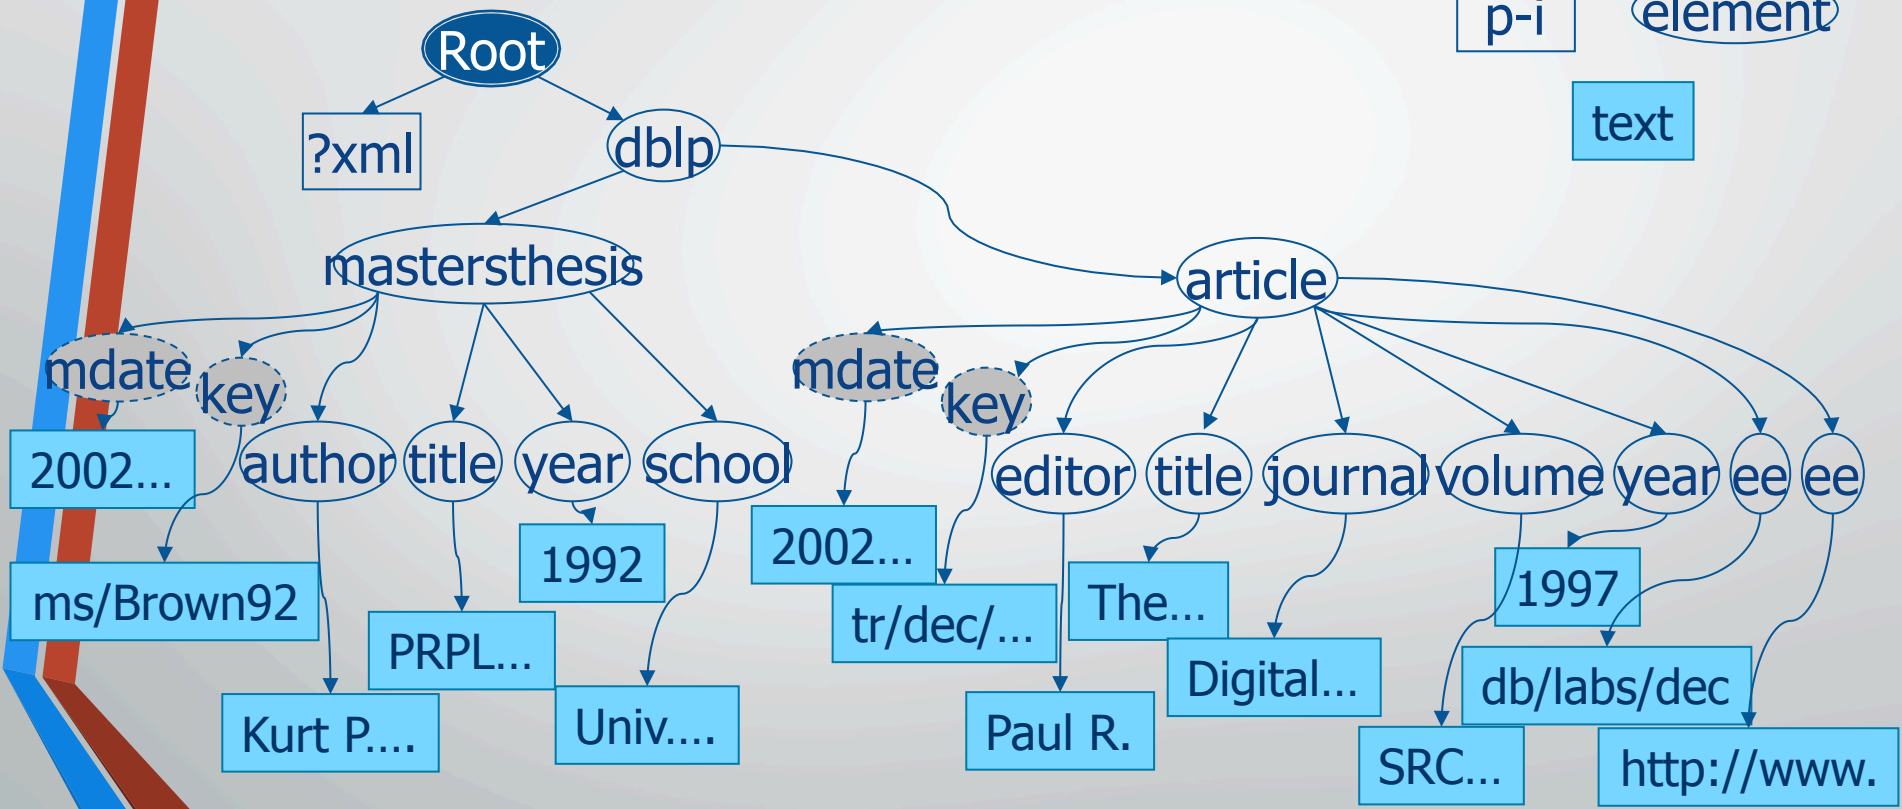 Root
p-i
element
text
?xml
dblp
mastersthesis
article
mdate
key
mdate
key
author
title
year
school
editor
title
journal
volume
year
ee
ee
2002...
1992
2002...
ms/Brown92
PRPL...
tr/dec/...
The...
1997
Kurt P....
Univ....
Paul R.
Digital...
db/labs/dec
SRC...
http://www.